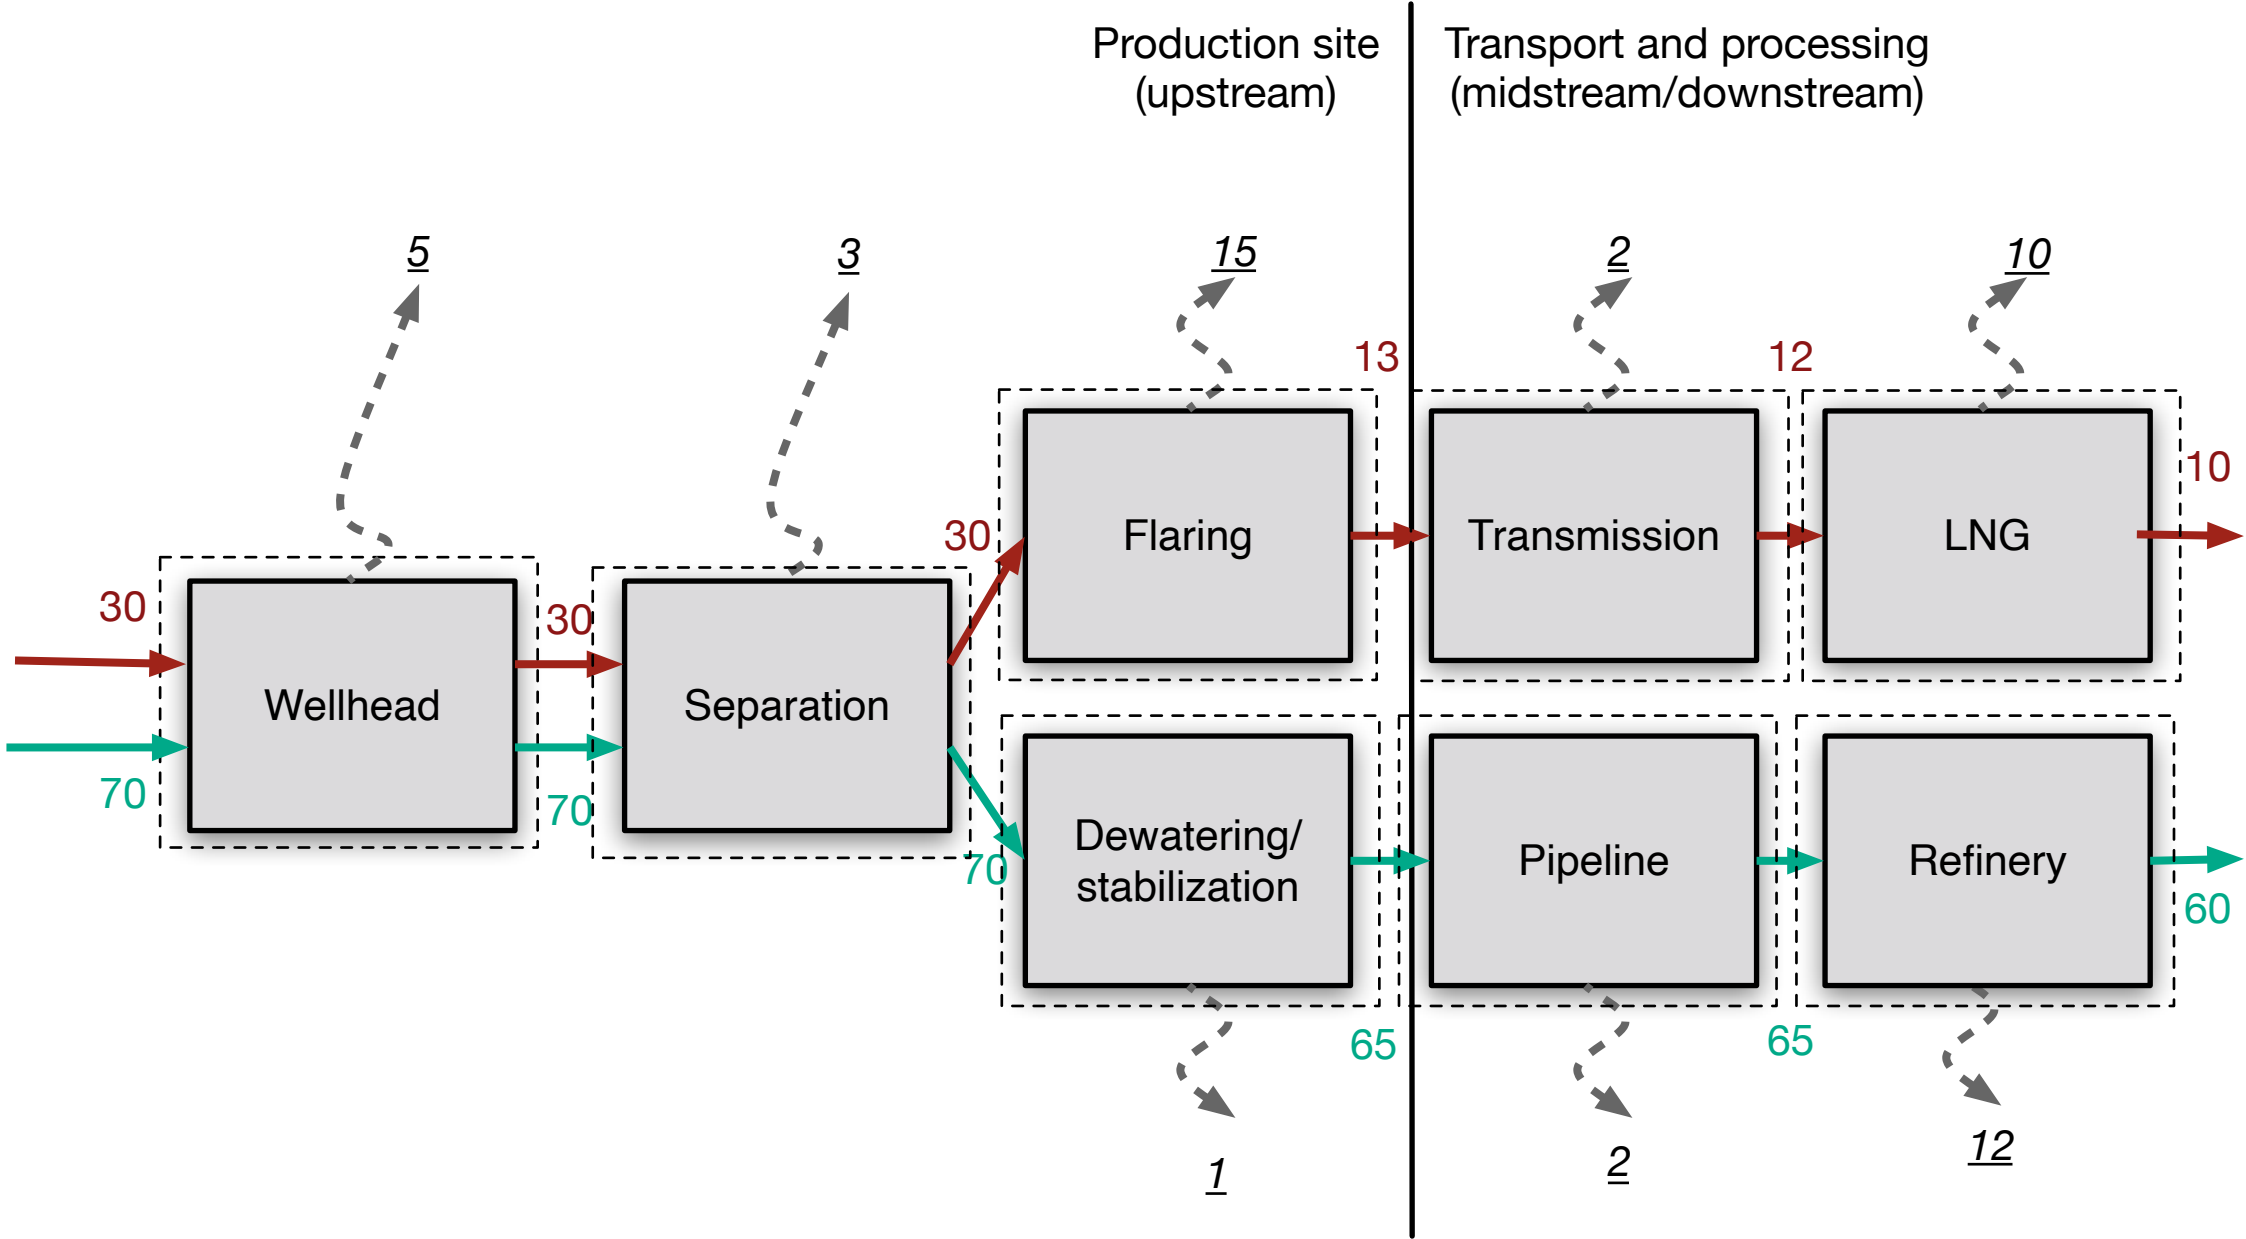 Production site
(upstream)
Transport and processing
(midstream/downstream)
5
3
15
2
10
13
12
10
30
30
30
Flaring
Transmission
LNG
Wellhead
Separation
70
70
70
Dewatering/
stabilization
Pipeline
Refinery
60
65
65
1
2
12